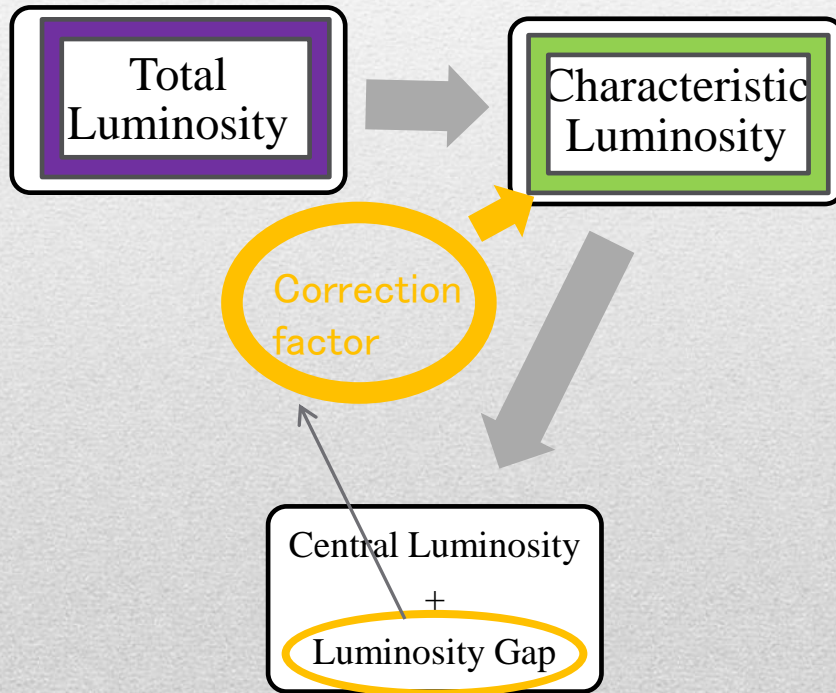 Total
Luminosity
Characteristic
Luminosity
Correction
factor
Central Luminosity
+
Luminosity Gap